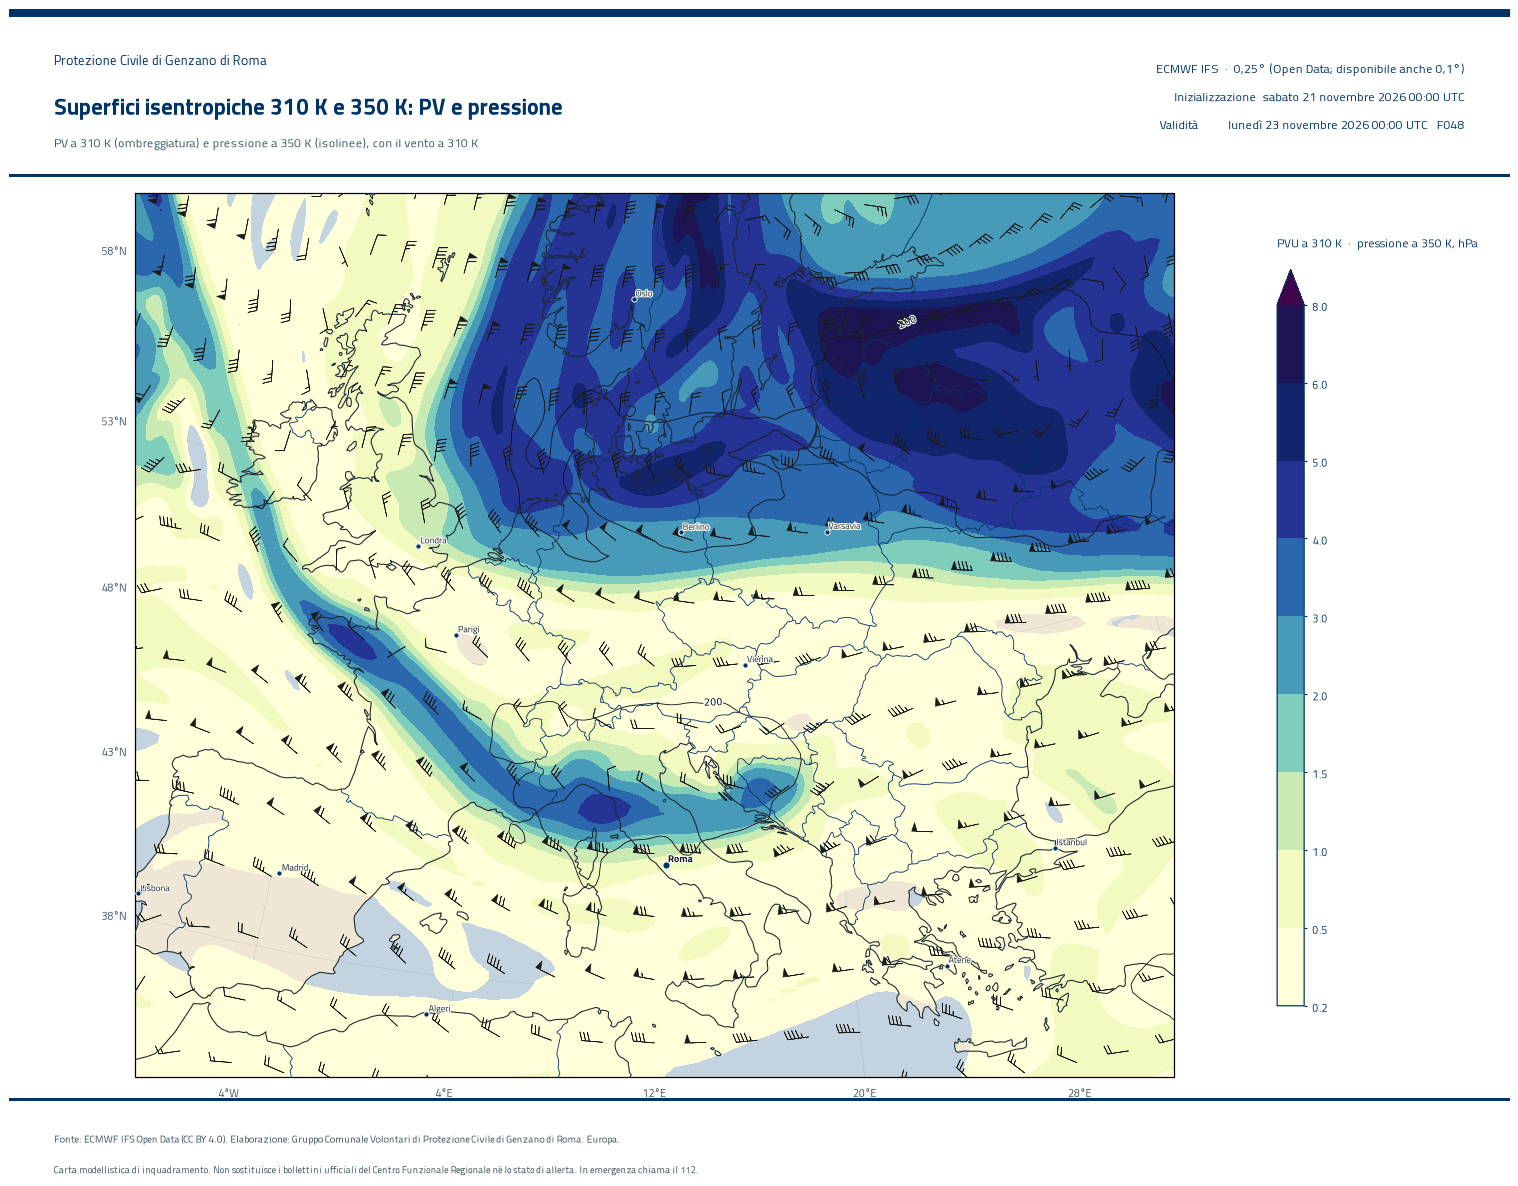 Protezione Civile di Genzano di Roma
Superfici isentropiche 310 K e 350 K: PV e pressione
PV a 310 K (ombreggiatura) e pressione a 350 K (isolinee), con il vento a 310 K
ECMWF IFS · 0,25° (Open Data; disponibile anche 0,1°)
Inizializzazione sabato 21 novembre 2026 00:00 UTC
Validità lunedì 23 novembre 2026 00:00 UTC F048
PVU a 310 K · pressione a 350 K, hPa
8.0
6.0
5.0
4.0
3.0
2.0
1.5
1.0
0.5
0.2
58°N
53°N
48°N
43°N
38°N
4°W
4°E
12°E
20°E
28°E
Oslo
Berlino
Varsavia
Londra
Parigi
Vienna
200
Roma
Istanbul
Madrid
Lisbona
Atene
Algeri
Fonte: ECMWF IFS Open Data (CC BY 4.0). Elaborazione: Gruppo Comunale Volontari di Protezione Civile di Genzano di Roma. Europa.
Carta modellistica di inquadramento. Non sostituisce i bollettini ufficiali del Centro Funzionale Regionale né lo stato di allerta. In emergenza chiama il 112.